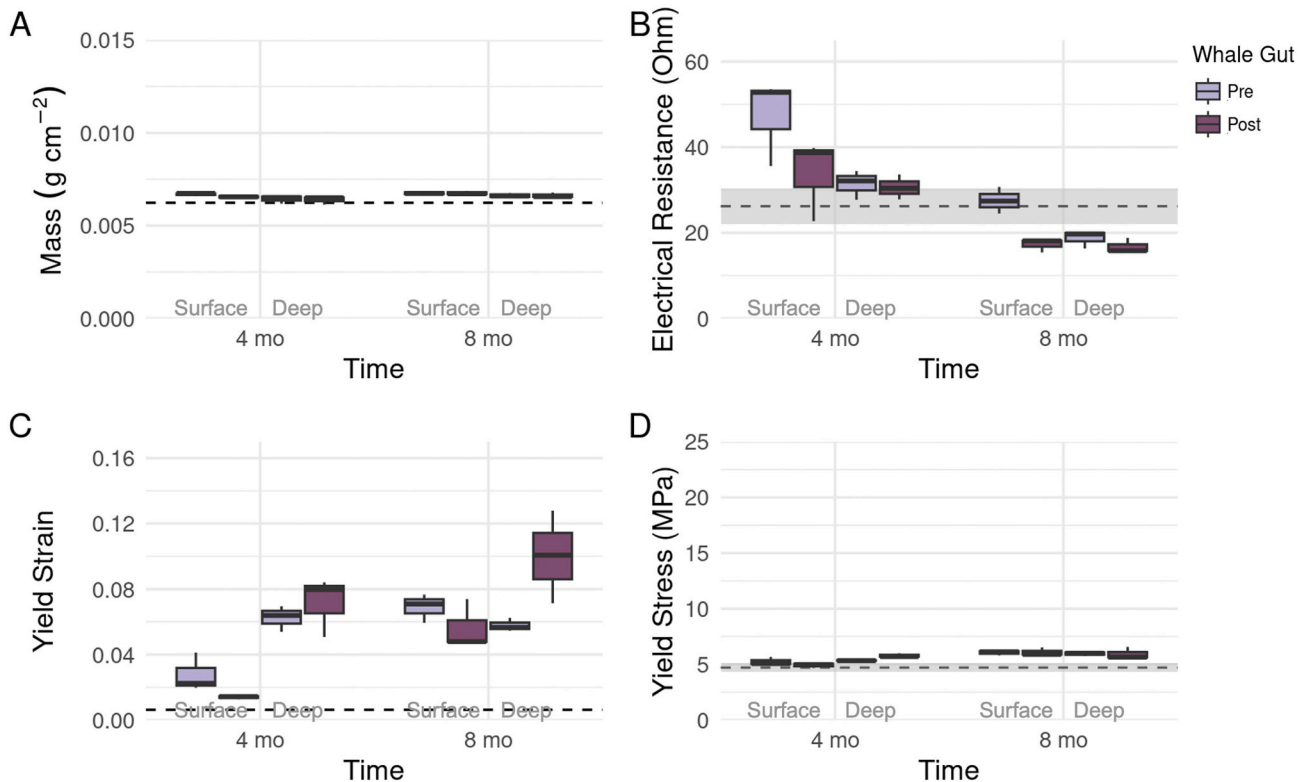 A
Mass (g cm⁻²)
0.015
0.010
0.005
0.000
Surface Deep Surface Deep
4 mo 8 mo
Time
B
Electrical Resistance (Ohm)
60
40
20
0
Surface Deep Surface Deep
4 mo 8 mo
Time
Whale Gut
Pre
Post
C
Yield Strain
0.16
0.12
0.08
0.04
0.00
Surface Deep Surface Deep
4 mo 8 mo
Time
D
Yield Stress (MPa)
25
20
15
10
5
0
Surface Deep Surface Deep
4 mo 8 mo
Time